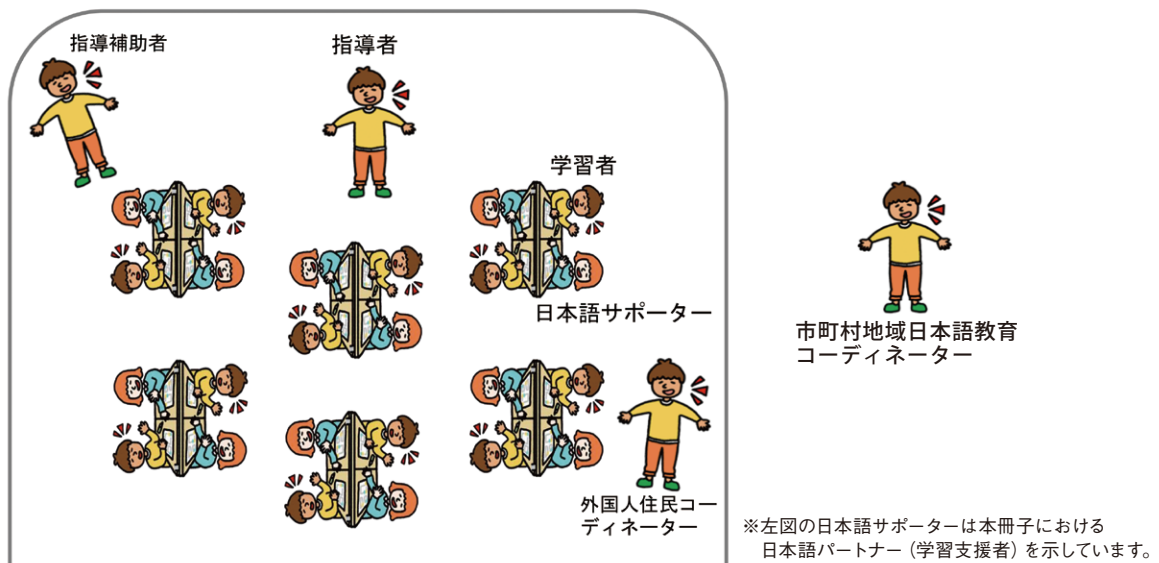 指導補助者
指導者
学習者
日本語サポーター
外国人住民コー
ディネーター
市町村地域日本語教育
コーディネーター
※左図の日本語サポーターは本冊子における
日本語パートナー（学習支援者）を示しています。